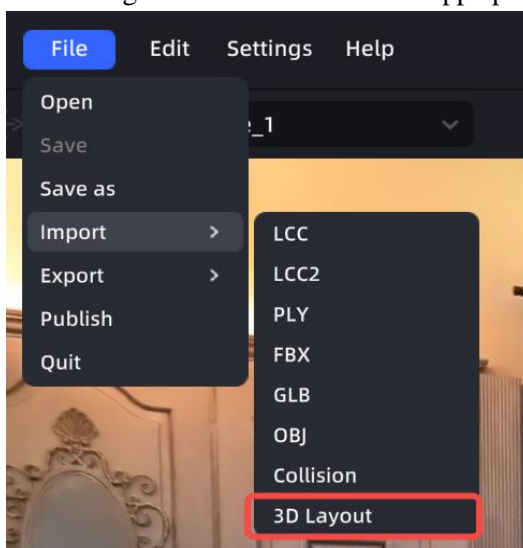 File Edit Settings Help
Open
_1
Save
Save as
Import >
LCC
Export >
LCC2
Publish
PLY
Quit
FBX
GLB
OBJ
Collision
3D Layout